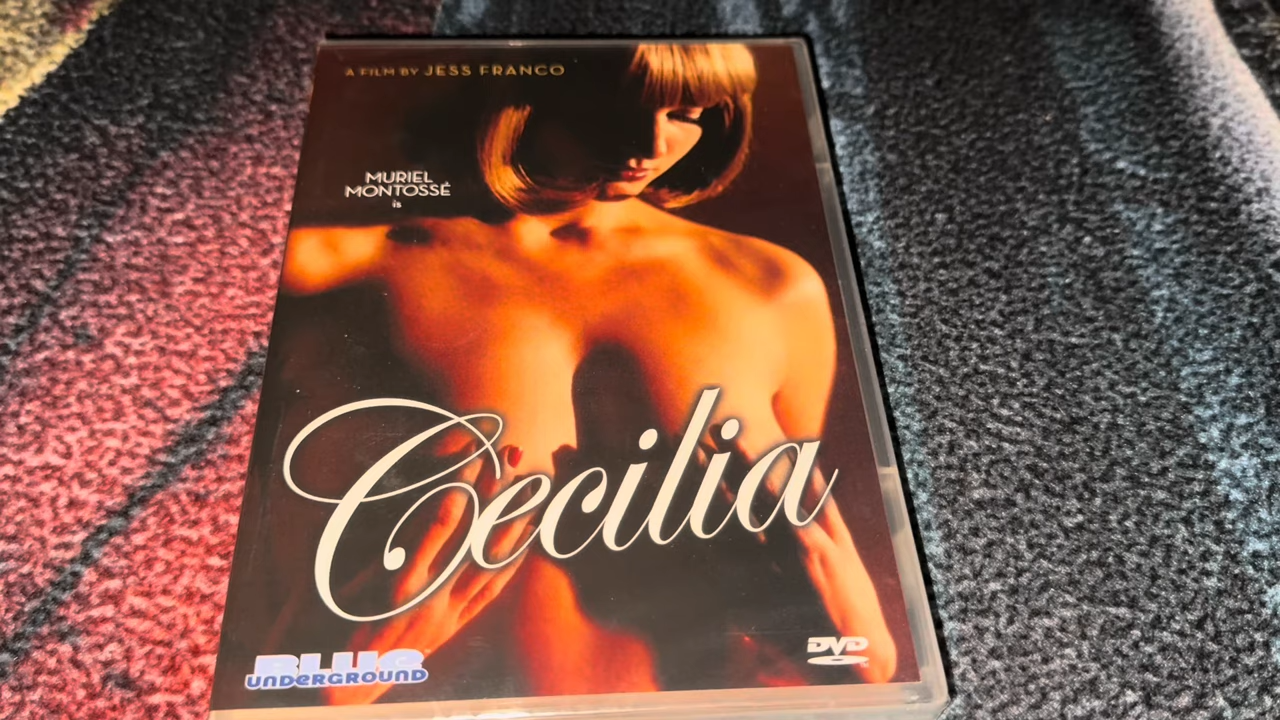 A FILM BY JESS FRANCO
MURIEL
MONTOSSÉ
is
Cecilia
BLUE
UNDERGROUND
DVD